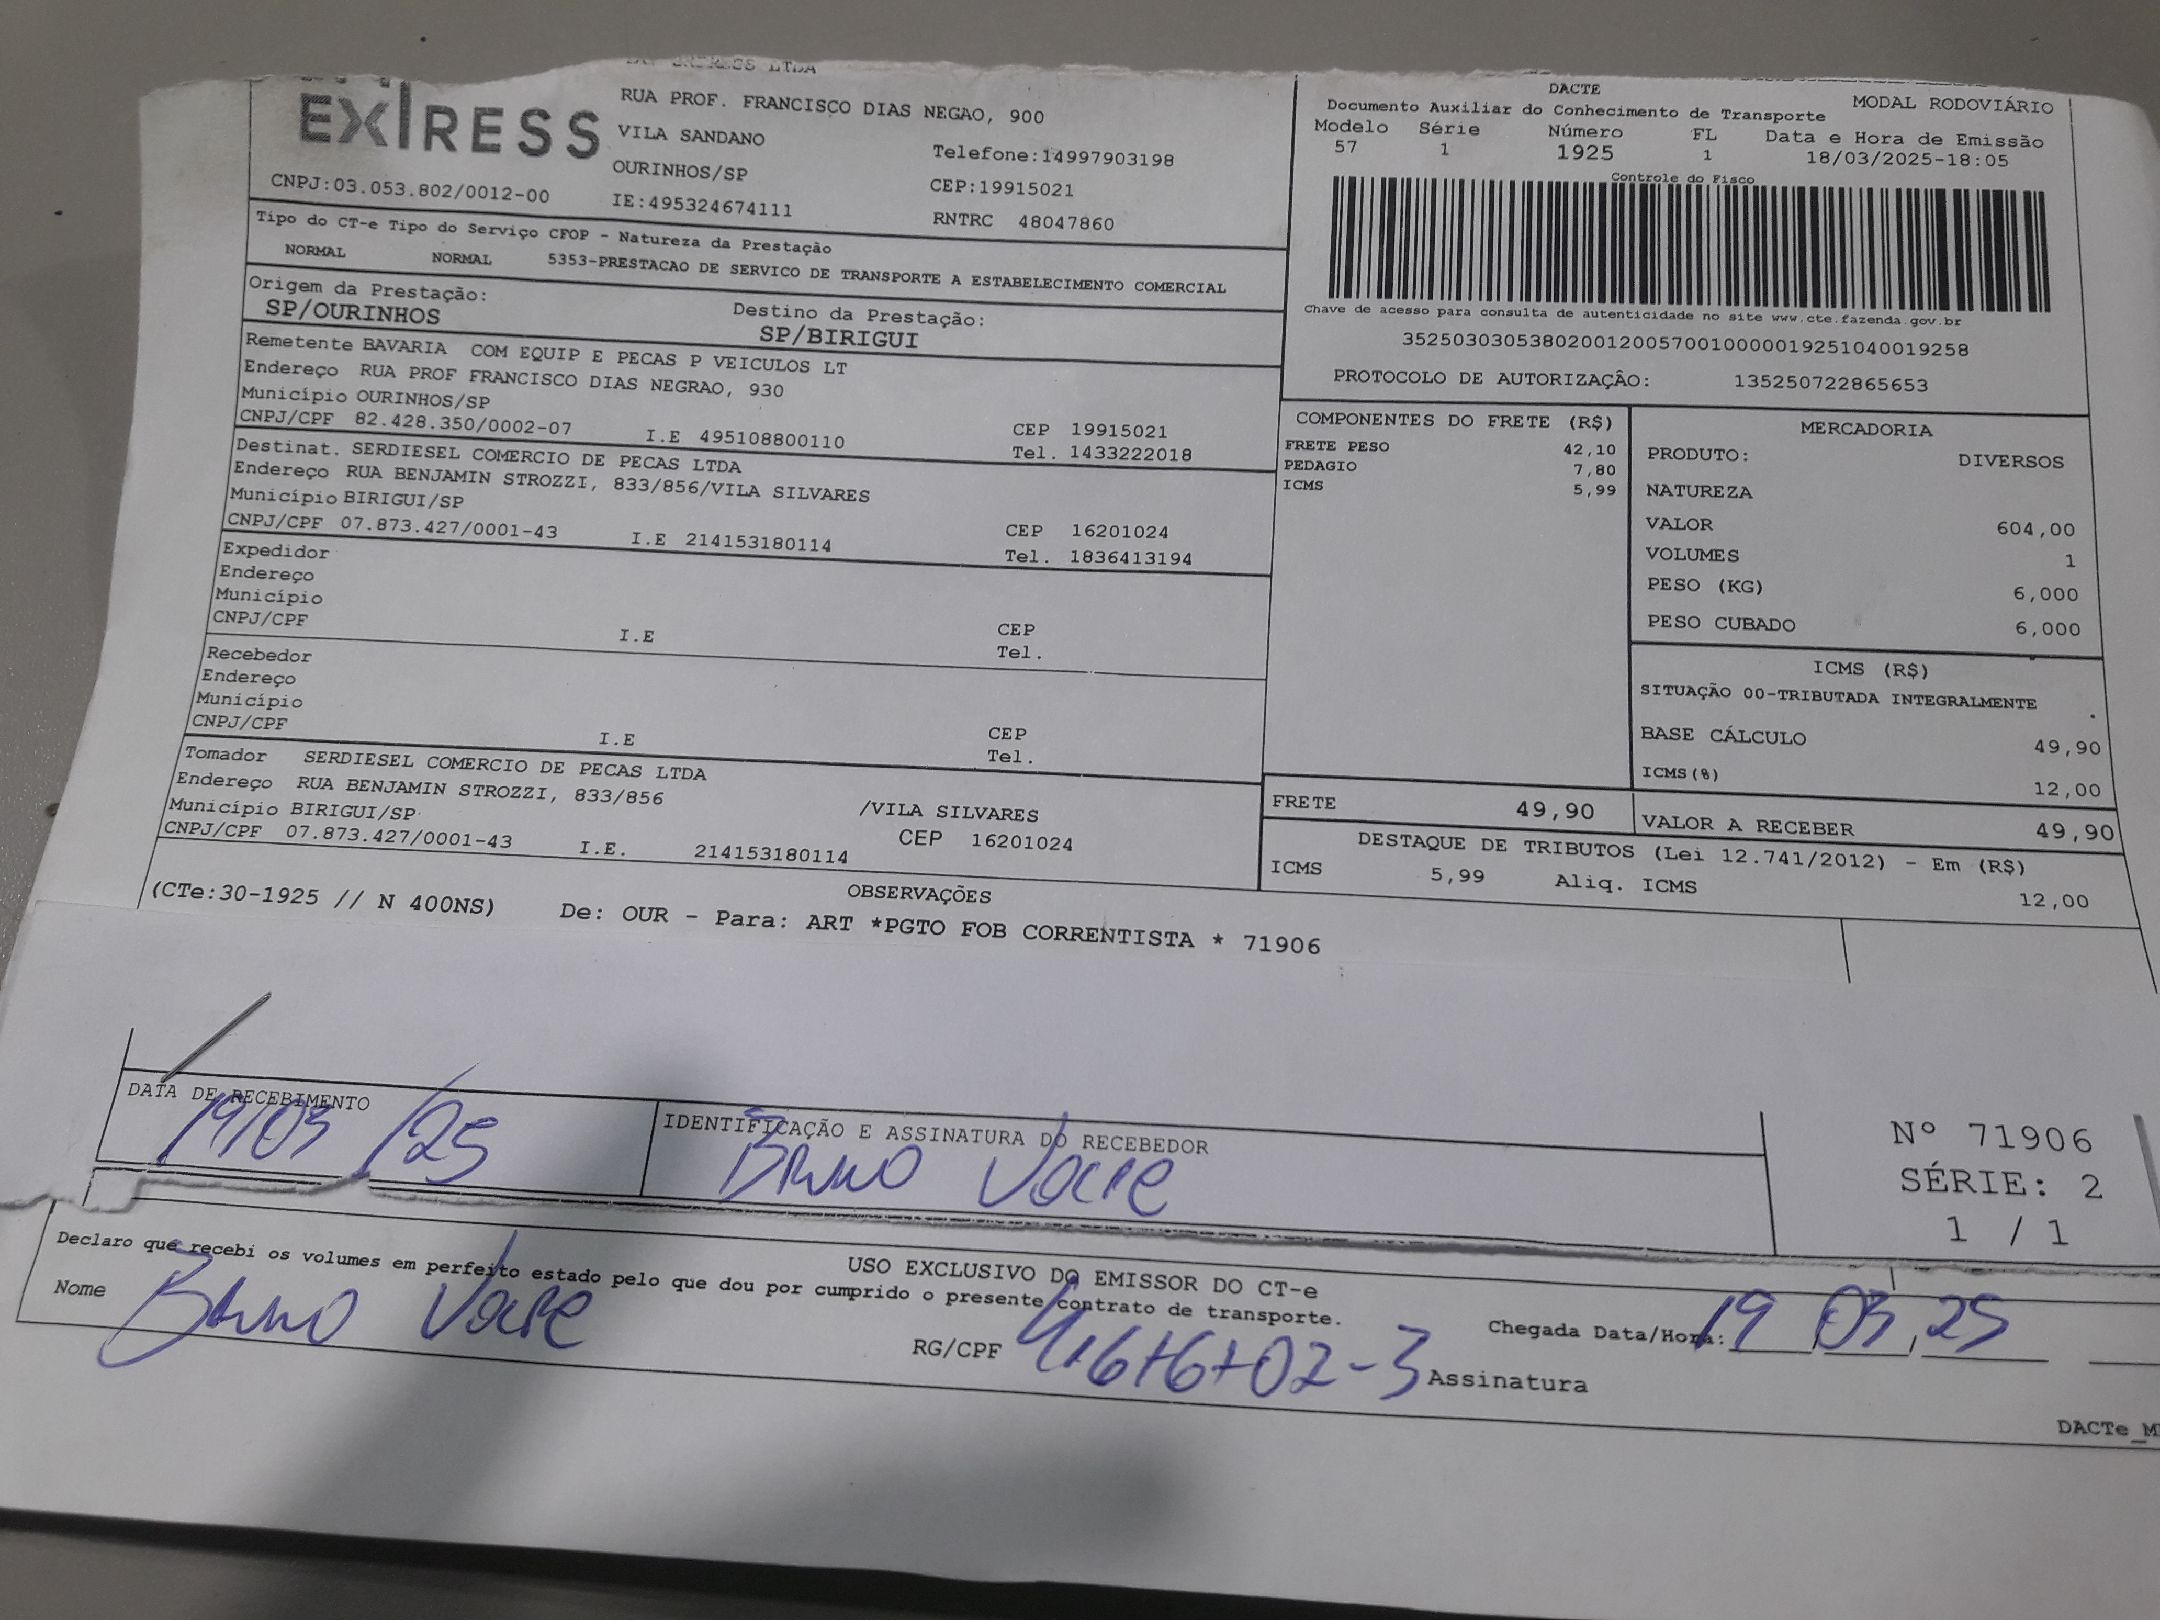 EXPRESS LTDA
EXTRESS
RUA PROF. FRANCISCO DIAS NEGAO, 900
VILA SANDANO
Telefone:14997903198
OURINHOS/SP
CEP:19915021
CNPJ:03.053.802/0012-00
IE:495324674111
RNTRC 48047860
DACTE
Documento Auxiliar do Conhecimento de Transporte
MODAL RODOVIÁRIO
Modelo Série Número FL Data e Hora de Emissão
57 1 1925 1 18/03/2025-18:05
Controle do Fisco
Chave de acesso para consulta de autenticidade no site www.cte.fazenda.gov.br
35250303053802001200570010000019251040019258
PROTOCOLO DE AUTORIZAÇÃO: 135250722865653
Tipo do CT-e Tipo do Serviço CFOP - Natureza da Prestação
NORMAL NORMAL 5353-PRESTACAO DE SERVICO DE TRANSPORTE A ESTABELECIMENTO COMERCIAL
Origem da Prestação: Destino da Prestação:
SP/OURINHOS SP/BIRIGUI
Remetente BAVARIA COM EQUIP E PECAS P VEICULOS LT
Endereço RUA PROF FRANCISCO DIAS NEGRAO, 930
Município OURINHOS/SP CEP 19915021
CNPJ/CPF 82.428.350/0002-07 I.E 495108800110 Tel. 1433222018
Destinat. SERDIESEL COMERCIO DE PECAS LTDA
Endereço RUA BENJAMIN STROZZI, 833/856/VILA SILVARES
Município BIRIGUI/SP CEP 16201024
CNPJ/CPF 07.873.427/0001-43 I.E 214153180114 Tel. 1836413194
Expedidor
Endereço
Município CEP
CNPJ/CPF I.E Tel.
Recebedor
Endereço
Município CEP
CNPJ/CPF I.E Tel.
Tomador SERDIESEL COMERCIO DE PECAS LTDA
Endereço RUA BENJAMIN STROZZI, 833/856 /VILA SILVARES
Município BIRIGUI/SP CEP 16201024
CNPJ/CPF 07.873.427/0001-43 I.E. 214153180114
COMPONENTES DO FRETE (R$)
FRETE PESO 42,10
PEDAGIO 7,80
ICMS 5,99
MERCADORIA
PRODUTO: DIVERSOS
NATUREZA
VALOR 604,00
VOLUMES 1
PESO (KG) 6,000
PESO CUBADO 6,000
ICMS (R$)
SITUAÇÃO 00-TRIBUTADA INTEGRALMENTE
BASE CÁLCULO 49,90
ICMS(%) 12,00
FRETE 49,90 VALOR A RECEBER 49,90
DESTAQUE DE TRIBUTOS (Lei 12.741/2012) - Em (R$)
ICMS 5,99 Aliq. ICMS 12,00
OBSERVAÇÕES
(CTe:30-1925 // N 400NS) De: OUR - Para: ART *PGTO FOB CORRENTISTA * 71906
DATA DE RECEBIMENTO IDENTIFICAÇÃO E ASSINATURA DO RECEBEDOR
19/03/25 Bruno
Nº 71906
SÉRIE: 2
1 / 1
USO EXCLUSIVO DO EMISSOR DO CT-e
Declaro que recebi os volumes em perfeito estado pelo que dou por cumprido o presente contrato de transporte.
Nome Bruno RG/CPF Assinatura Chegada Data/Hora: 19 03 25